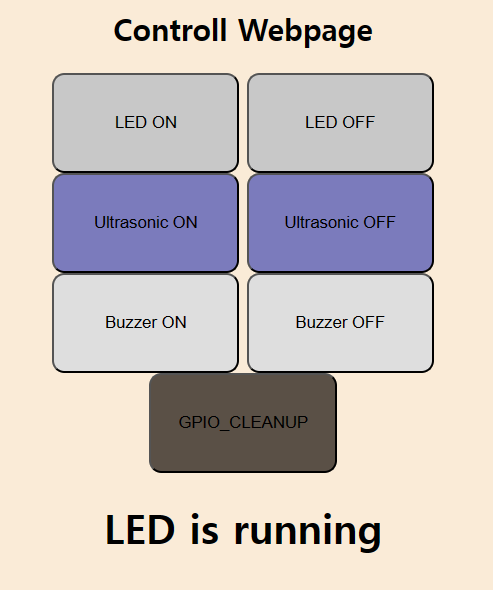 Controll Webpage
LED ON
LED OFF
Ultrasonic ON
Ultrasonic OFF
Buzzer ON
Buzzer OFF
GPIO_CLEANUP
LED is running